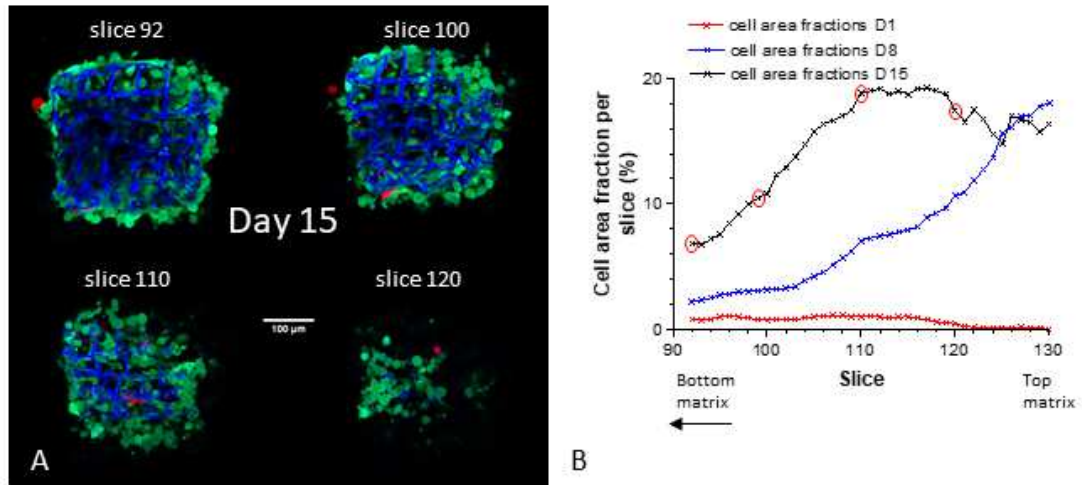 slice 92
slice 100
Day 15
slice 110
slice 120
100 µm
A
cell area fractions D1
cell area fractions D8
cell area fractions D15
Cell area fraction per
slice (%)
20
10
0
90
100
110
120
130
Slice
Bottom
matrix
Top
matrix
B